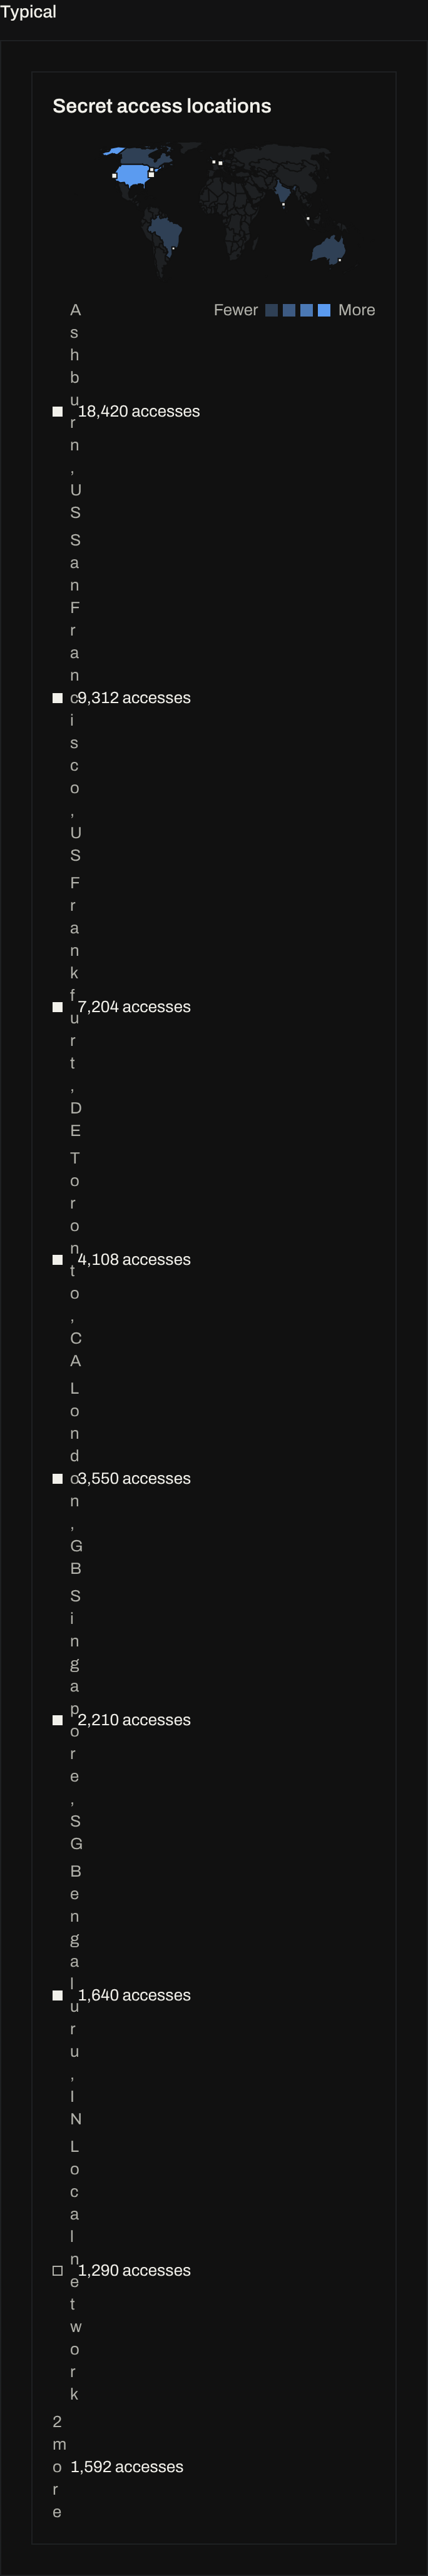 Typical
Secret access locations
Fewer More
Ashburn, US 18,420 accesses
San Francisco, US 9,312 accesses
Frankfurt, DE 7,204 accesses
Toronto, CA 4,108 accesses
London, GB 3,550 accesses
Singapore, SG 2,210 accesses
Bengaluru, IN 1,640 accesses
Local network 1,290 accesses
2 more 1,592 accesses